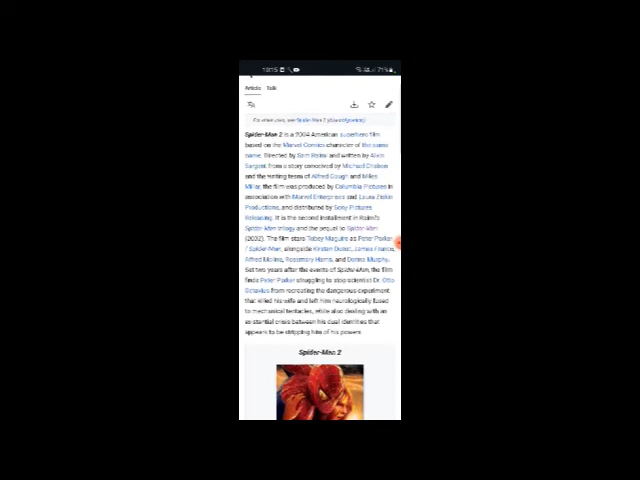 Article Talk
For other uses, see Spider-Man 2 (disambiguation).
Spider-Man 2 is a 2004 American superhero film
based on the Marvel Comics character of the same
name. Directed by Sam Raimi and written by Alvin
Sargent from a story conceived by Michael Chabon
and the writing team of Alfred Gough and Miles
Millar, the film was produced by Columbia Pictures in
association with Marvel Enterprises and Laura Ziskin
Productions, and distributed by Sony Pictures
Releasing. It is the second installment in Raimi's
Spider-Man trilogy and the sequel to Spider-Man
(2002). The film stars Tobey Maguire as Peter Parker
/ Spider-Man, alongside Kirsten Dunst, James Franco,
Alfred Molina, Rosemary Harris, and Donna Murphy.
Set two years after the events of Spider-Man, the film
finds Peter Parker struggling to stop scientist Dr. Otto
Octavius from recreating the dangerous experiment
that killed his wife and left him neurologically fused
to mechanical tentacles, while also dealing with an
existential crisis between his dual identities that
appears to be stripping him of his powers.
Spider-Man 2